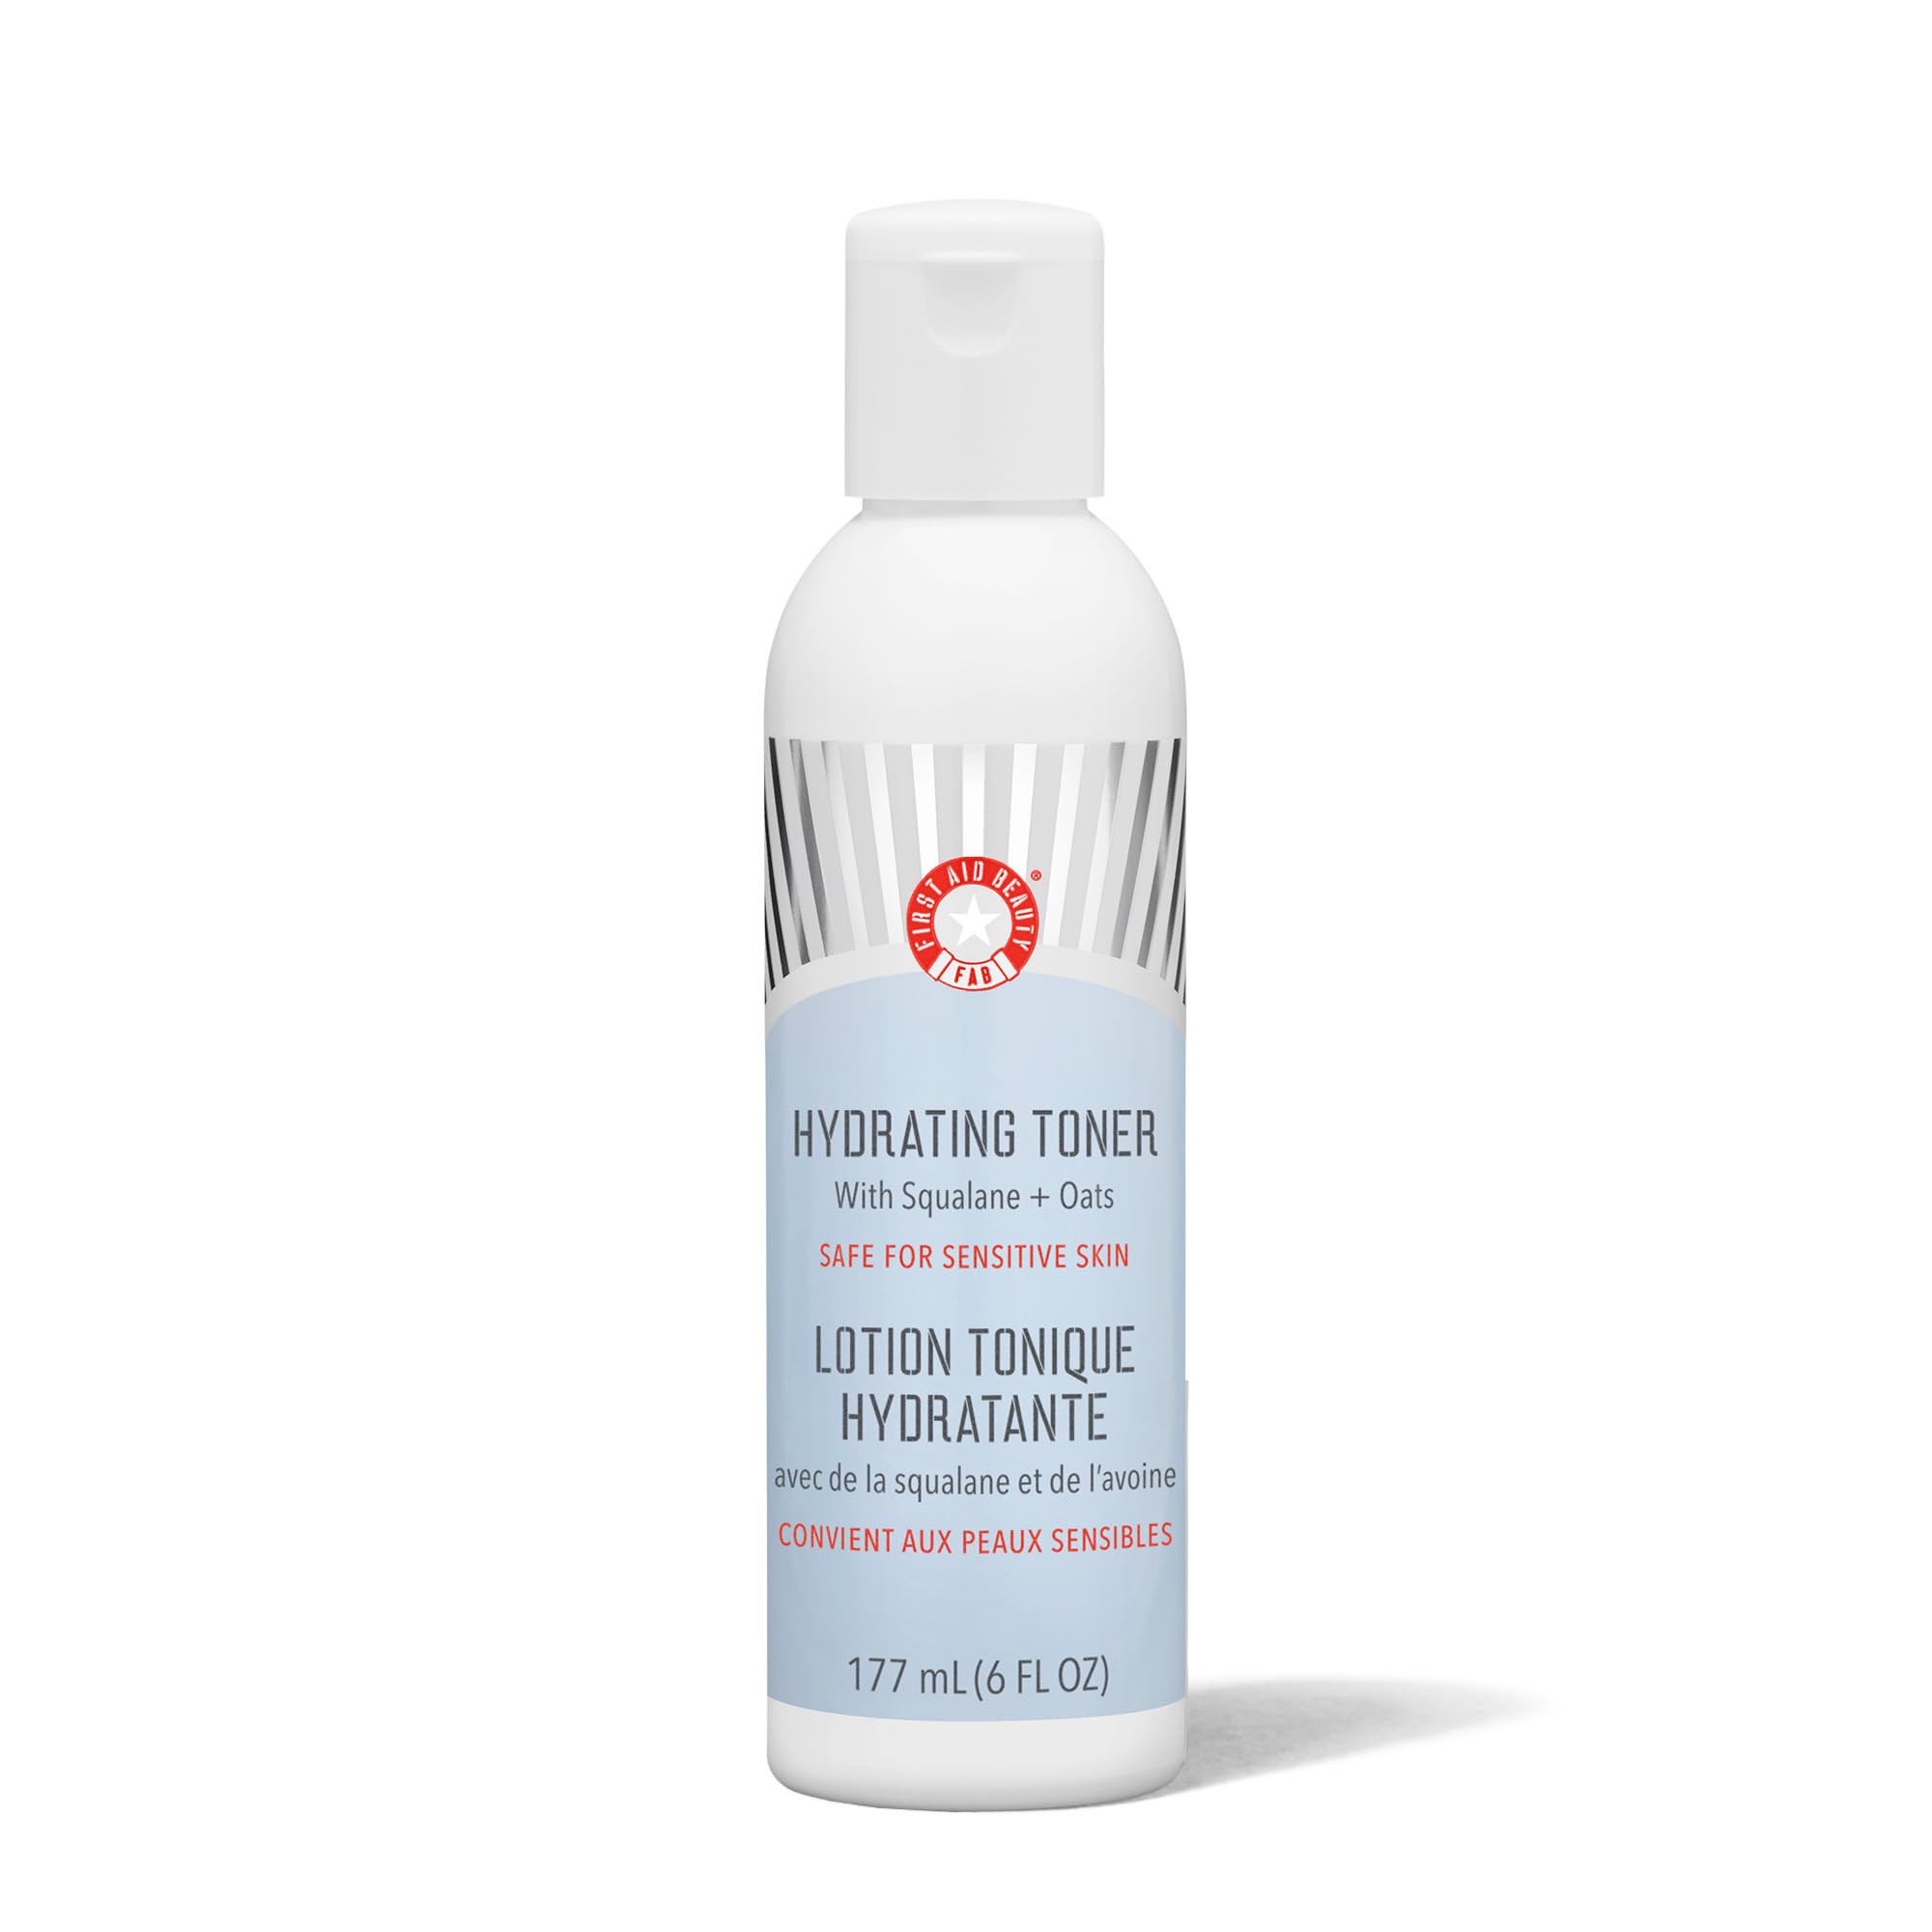 FIRST AID BEAUTY®
FAB
HYDRATING TONER
With Squalane + Oats
SAFE FOR SENSITIVE SKIN
LOTION TONIQUE
HYDRATANTE
avec de la squalane et de l'avoine
CONVIENT AUX PEAUX SENSIBLES
177 mL (6 FL OZ)